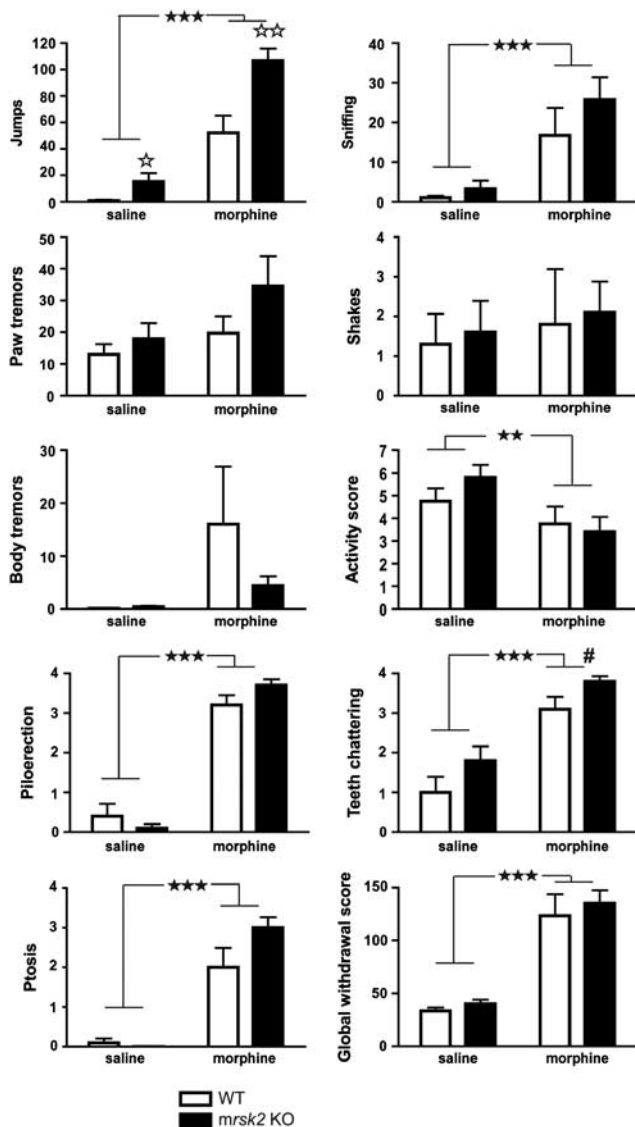 ★★★
☆☆
☆
120
100
80
60
40
20
0
Jumps
saline morphine
★★★
40
30
20
10
0
Sniffing
saline morphine
40
30
20
10
0
Paw tremors
saline morphine
4
3
2
1
0
Shakes
saline morphine
30
20
10
0
Body tremors
saline morphine
★★
7
6
5
4
3
2
1
0
Activity score
saline morphine
★★★
4
3
2
1
0
Piloerection
saline morphine
★★★ #
4
3
2
1
0
Teeth chattering
saline morphine
★★★
4
3
2
1
0
Ptosis
saline morphine
★★★
150
100
50
0
Global withdrawal score
saline morphine
WT
mrsk2 KO